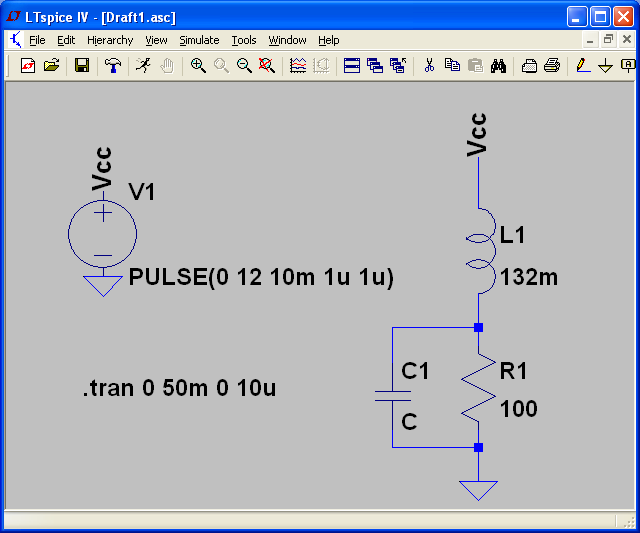 LTspice IV - [Draft1.asc]
File Edit Hierarchy View Simulate Tools Window Help
Vcc
V1
PULSE(0 12 10m 1u 1u)
.tran 0 50m 0 10u
Vcc
L1
132m
C1
C
R1
100